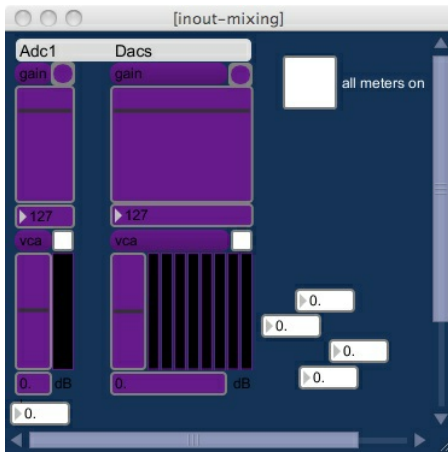 [inout-mixing]
Adc1 Dacs
gain gain
all meters on
127 127
vca vca
0.
0.
0.
0.
0. dB 0. dB
0.